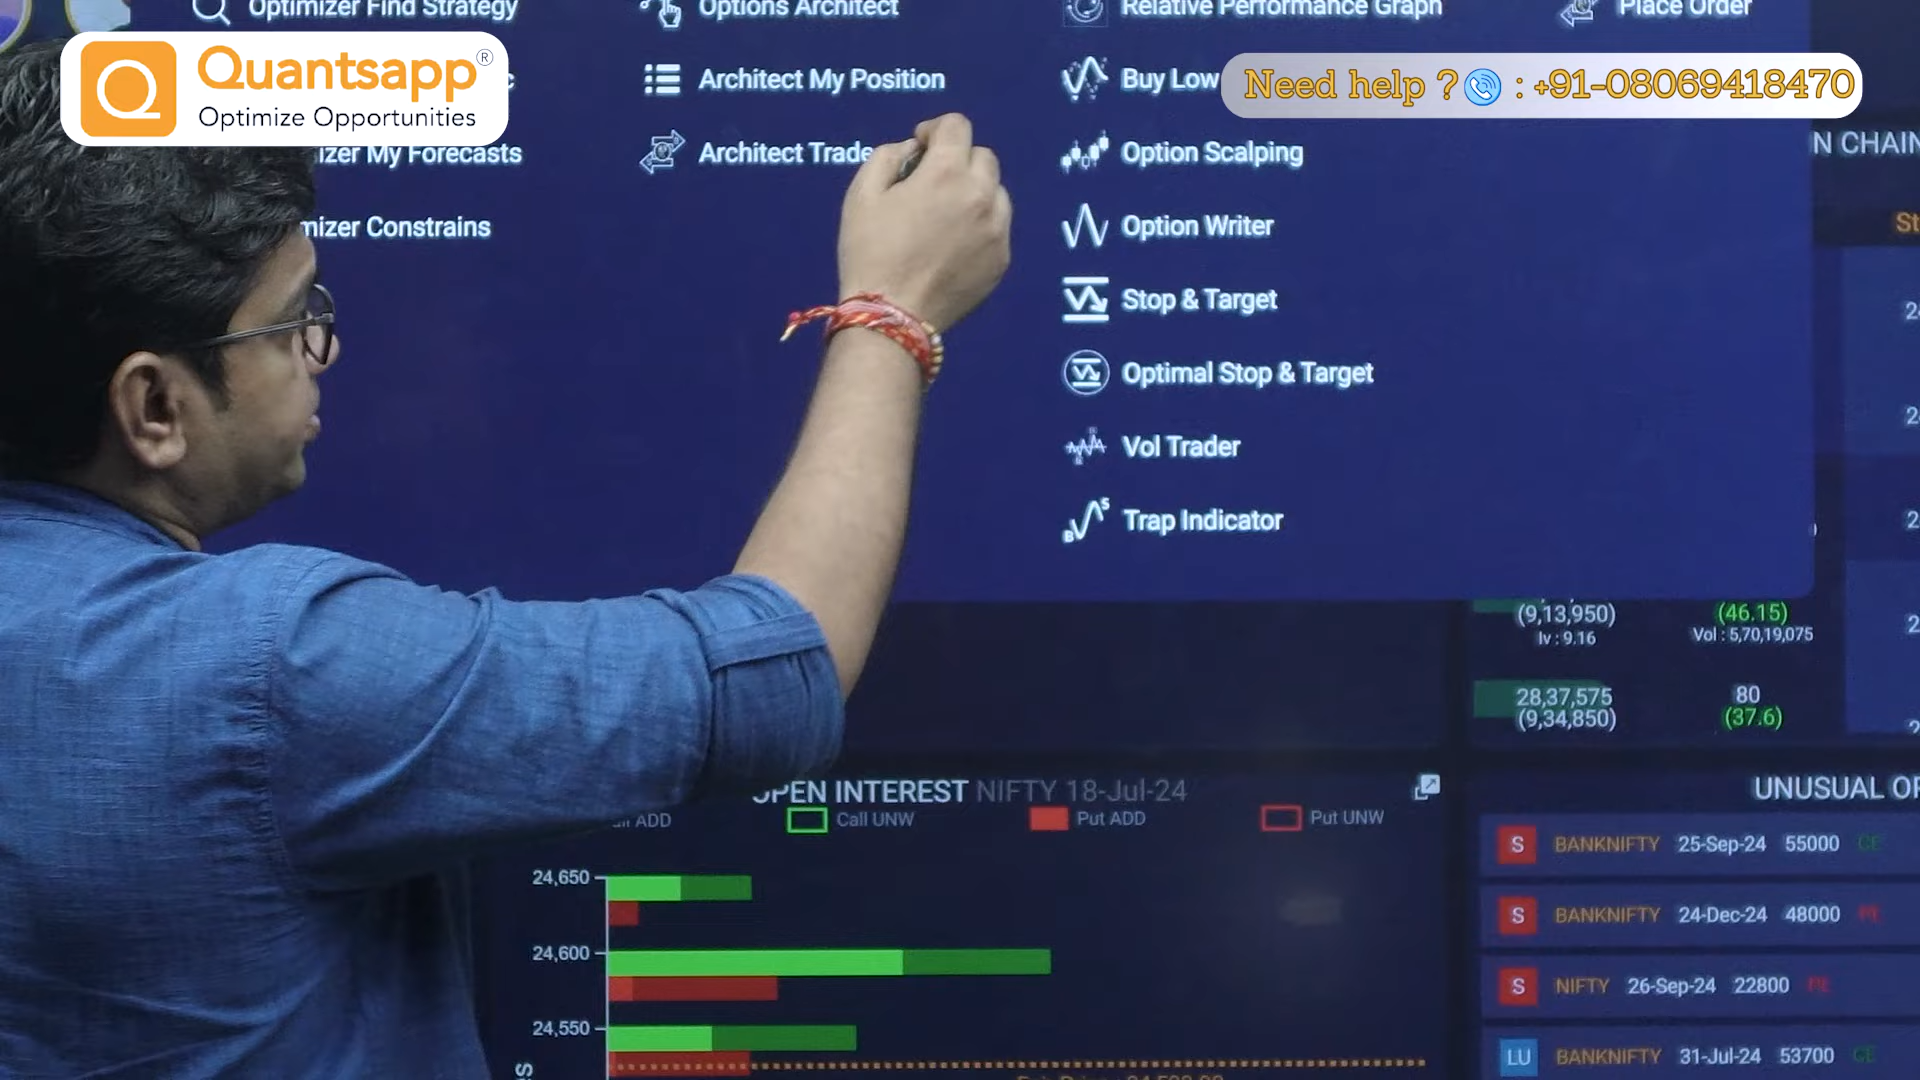 Optimizer Find Strategy
Options Architect
Relative Performance Graph
Place Order
Quantsapp®
Optimize Opportunities
Architect My Position
Buy Low
Need help ? : +91-08069418470
My Forecasts
Architect Trade
Option Scalping
Constrains
Option Writer
Stop & Target
Optimal Stop & Target
Vol Trader
Trap Indicator
(9,13,950)
(46.15)
Iv : 9.16
Vol : 5,70,19,075
28,37,575
80
(9,34,850)
(37.6)
OPEN INTEREST NIFTY 18-Jul-24
ADD
Call UNW
Put ADD
Put UNW
UNUSUAL
24,650
24,600
24,550
S BANKNIFTY 25-Sep-24 55000 CE
S BANKNIFTY 24-Dec-24 48000 PE
S NIFTY 26-Sep-24 22800 PE
LU BANKNIFTY 31-Jul-24 53700 CE